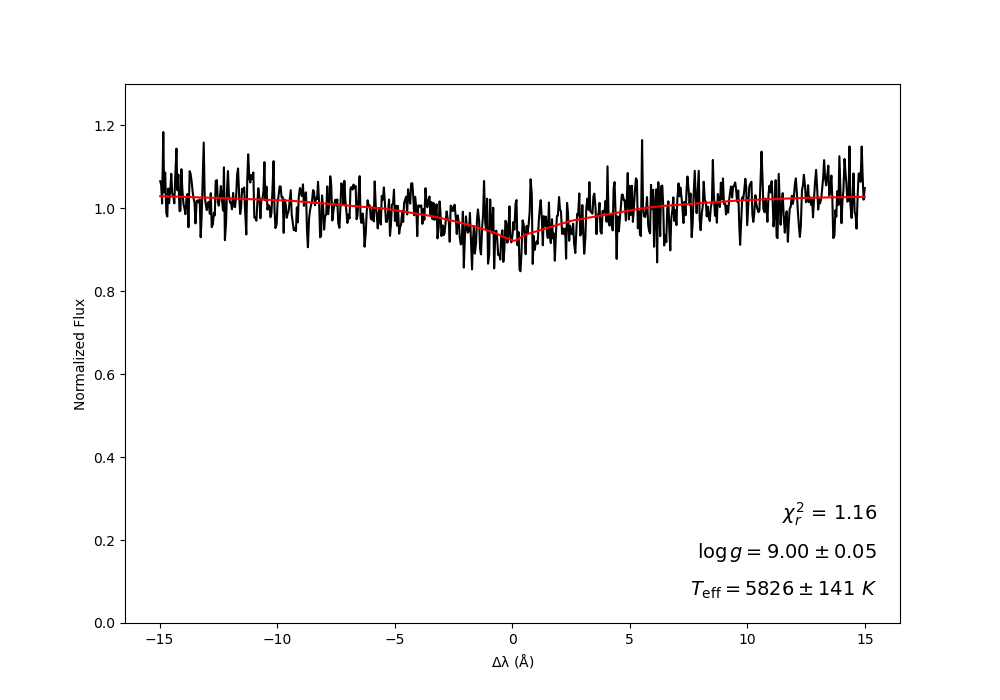 1.2
1.0
0.8
0.6
0.4
0.2
0.0
Normalized Flux
χ²ᵣ = 1.16
log g = 9.00 ± 0.05
T_eff = 5826 ± 141 K
−15 −10 −5 0 5 10 15
Δλ (Å)